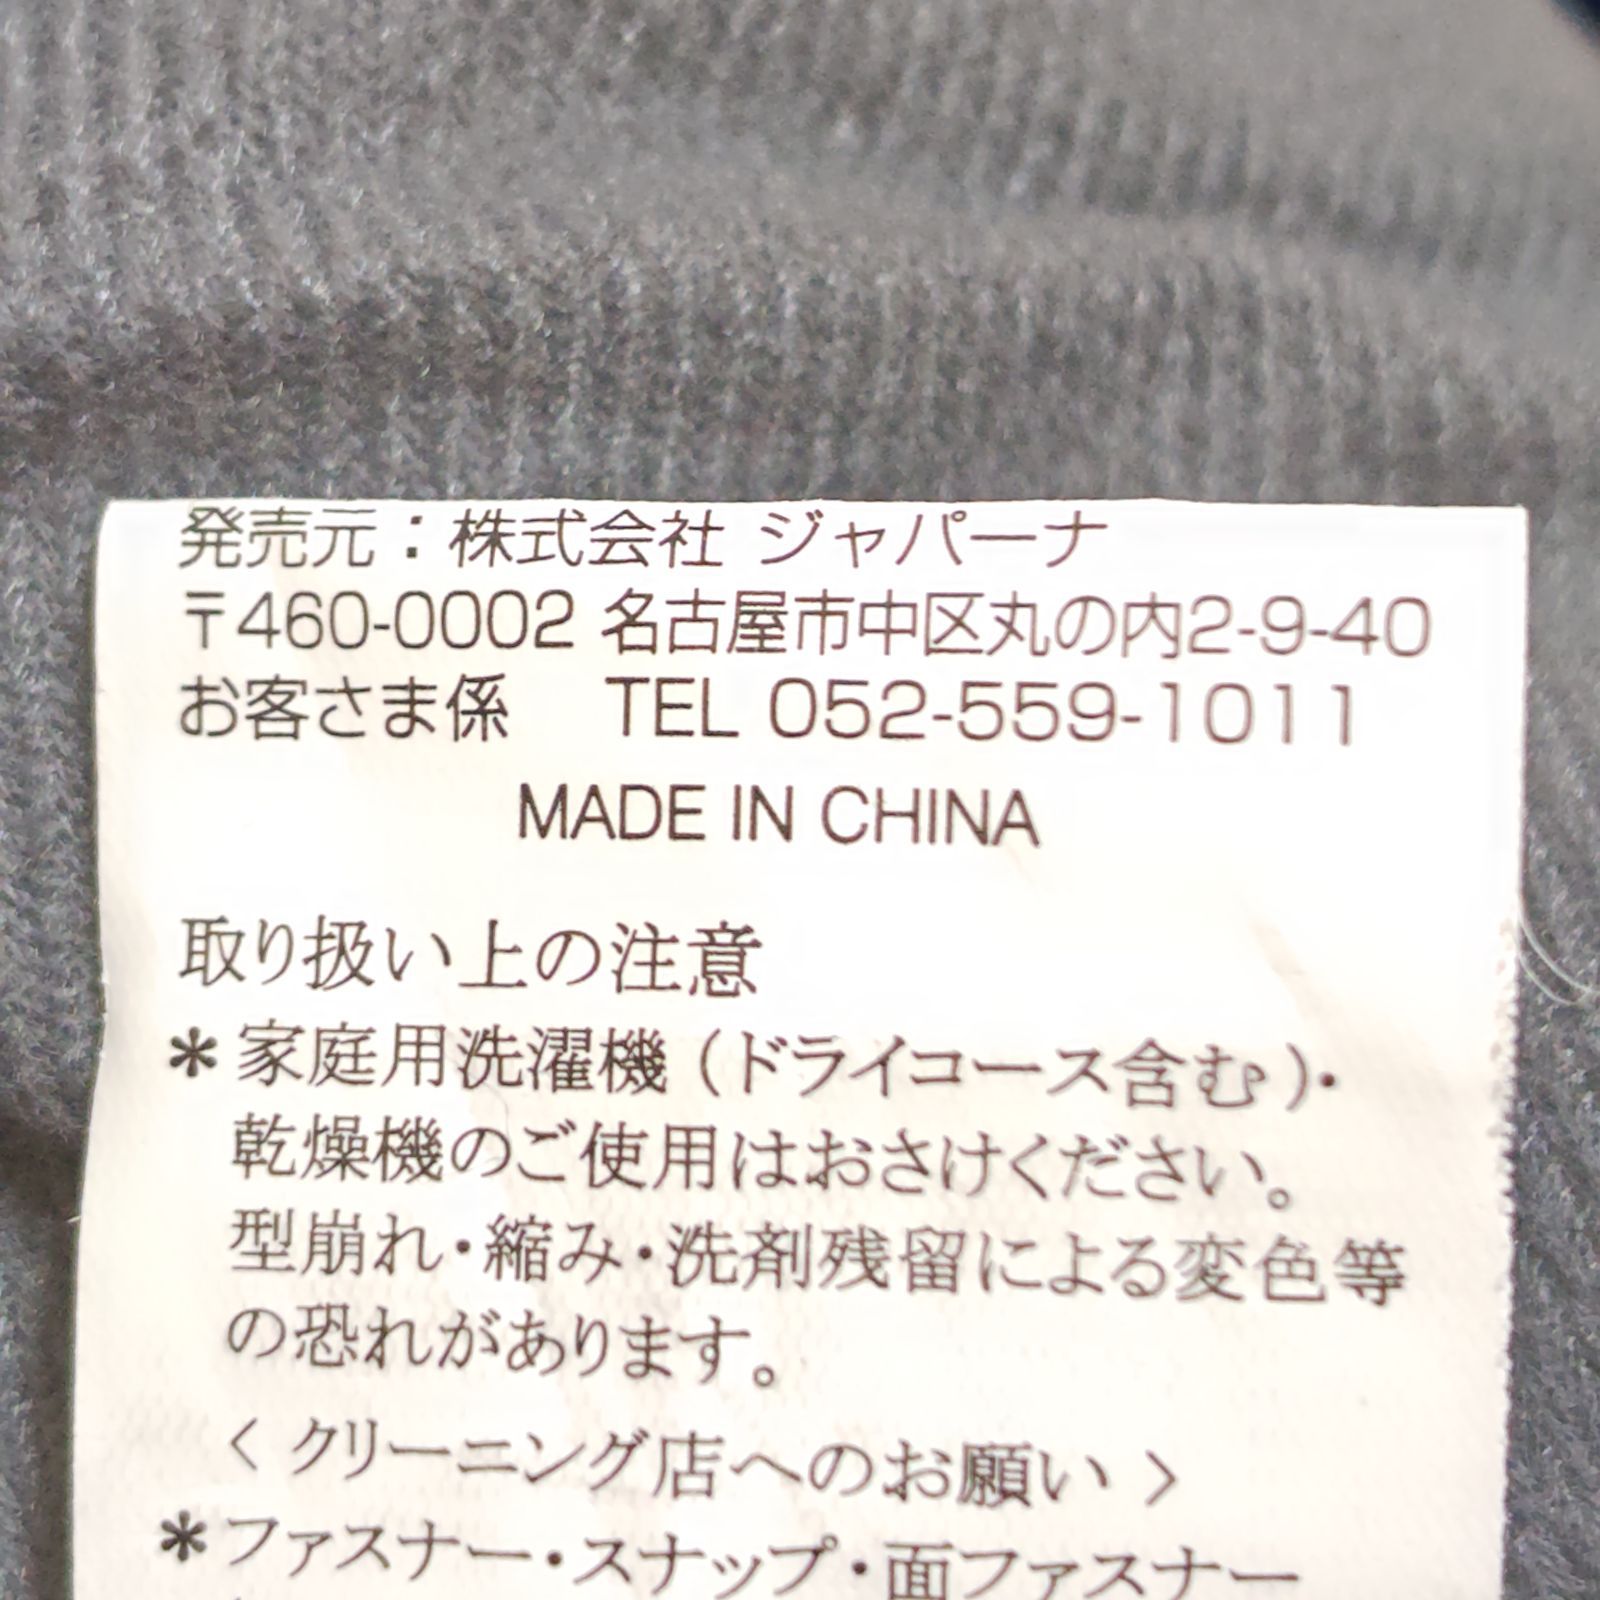 発売元：株式会社 ジャパーナ
〒460-0002 名古屋市中区丸の内2-9-40
お客さま係 TEL 052-559-1011
MADE IN CHINA
取り扱い上の注意
＊家庭用洗濯機（ドライコース含む）・
乾燥機のご使用はおさけください。
型崩れ・縮み・洗剤残留による変色等
の恐れがあります。
〈 クリーニング店へのお願い 〉
＊ファスナー・スナップ・面ファスナー